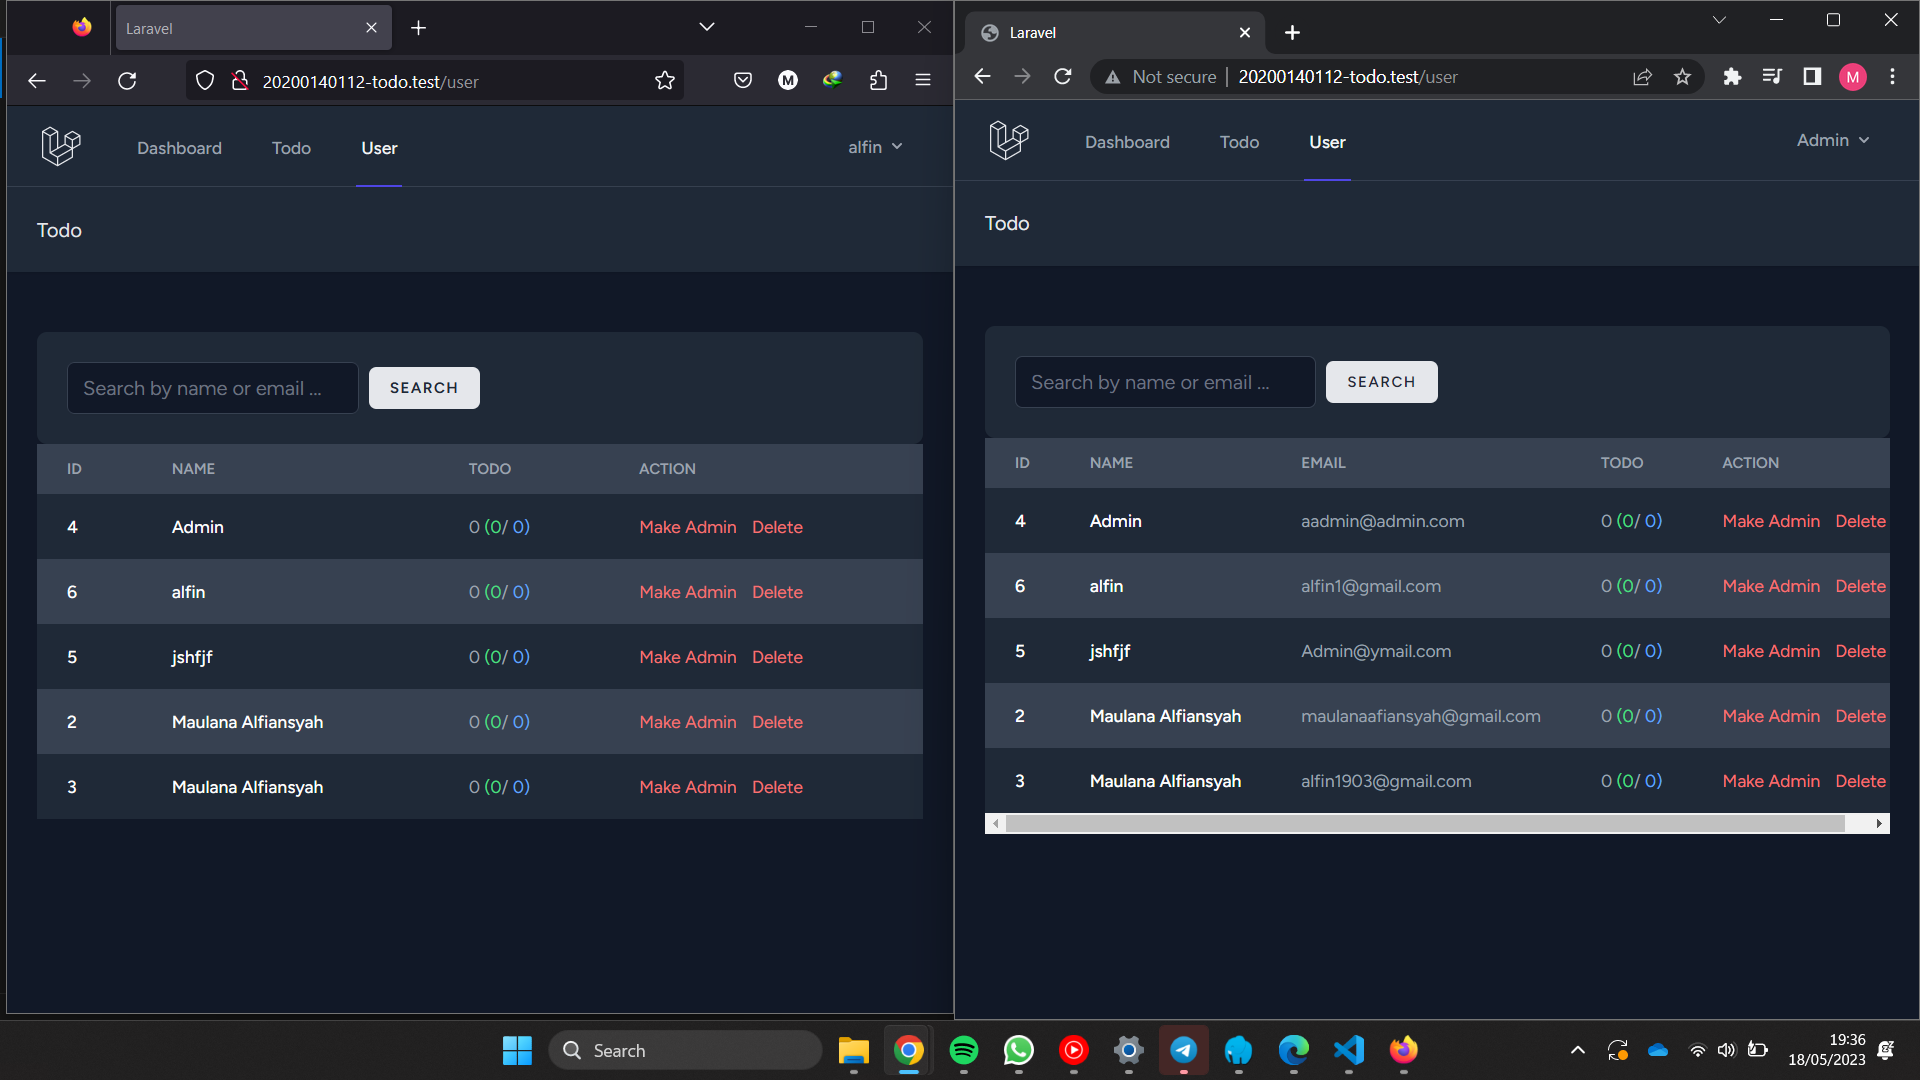 Laravel
20200140112-todo.test/user
Dashboard Todo User alfin
Todo
Search by name or email ... SEARCH
ID NAME TODO ACTION
4 Admin 0 (0/ 0) Make Admin Delete
6 alfin 0 (0/ 0) Make Admin Delete
5 jshfjf 0 (0/ 0) Make Admin Delete
2 Maulana Alfiansyah 0 (0/ 0) Make Admin Delete
3 Maulana Alfiansyah 0 (0/ 0) Make Admin Delete
Laravel
Not secure 20200140112-todo.test/user
M
Dashboard Todo User Admin
Todo
Search by name or email ... SEARCH
ID NAME EMAIL TODO ACTION
4 Admin aadmin@admin.com 0 (0/ 0) Make Admin Delete
6 alfin alfin1@gmail.com 0 (0/ 0) Make Admin Delete
5 jshfjf Admin@ymail.com 0 (0/ 0) Make Admin Delete
2 Maulana Alfiansyah maulanaafiansyah@gmail.com 0 (0/ 0) Make Admin Delete
3 Maulana Alfiansyah alfin1903@gmail.com 0 (0/ 0) Make Admin Delete
Search
19:36
18/05/2023